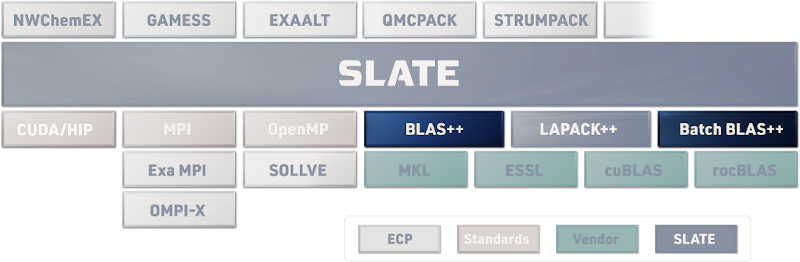 NWChemEX GAMESS EXAALT QMCPACK STRUMPACK
SLATE
CUDA/HIP MPI OpenMP BLAS++ LAPACK++ Batch BLAS++
Exa MPI SOLLVE MKL ESSL cuBLAS rocBLAS
OMPI-X
ECP Standards Vendor SLATE